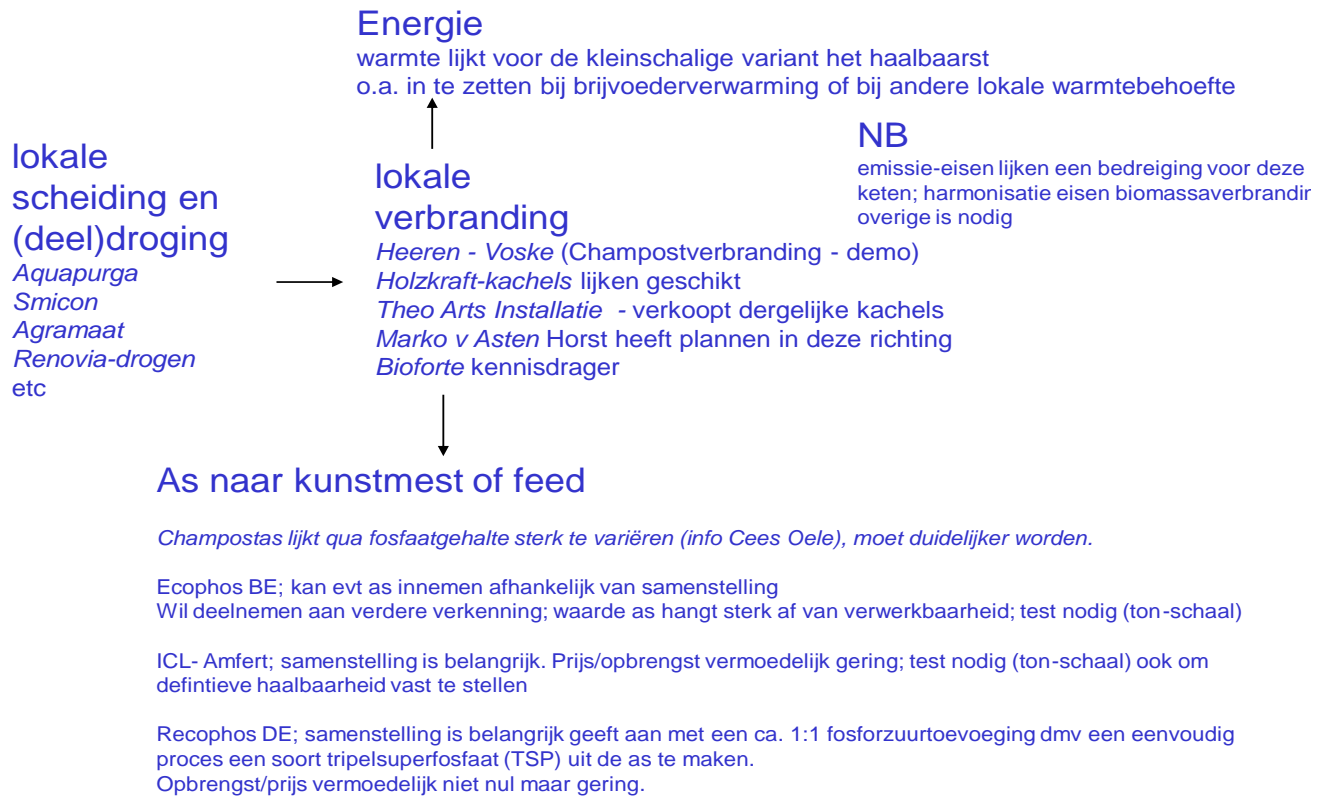 Energie
warmte lijkt voor de kleinschalige variant het haalbaarst
o.a. in te zetten bij brijvoederverwarming of bij andere lokale warmtebehoefte
NB
emissie-eisen lijken een bedreiging voor deze
keten; harmonisatie eisen biomassaverbrandir
overige is nodig
lokale
scheiding en
(deel)droging
Aquapurga
Smicon
Agramaat
Renovia-drogen
etc
lokale
verbranding
Heeren - Voske (Champostverbranding - demo)
Holzkraft-kachels lijken geschikt
Theo Arts Installatie - verkoopt dergelijke kachels
Marko v Asten Horst heeft plannen in deze richting
Bioforte kennisdrager
As naar kunstmest of feed
Champostas lijkt qua fosfaatgehalte sterk te variëren (info Cees Oele), moet duidelijker worden.
Ecophos BE; kan evt as innemen afhankelijk van samenstelling
Wil deelnemen aan verdere verkenning; waarde as hangt sterk af van verwerkbaarheid; test nodig (ton-schaal)
ICL- Amfert; samenstelling is belangrijk. Prijs/opbrengst vermoedelijk gering; test nodig (ton-schaal) ook om
defintieve haalbaarheid vast te stellen
Recophos DE; samenstelling is belangrijk geeft aan met een ca. 1:1 fosforzuurtoevoeging dmv een eenvoudig
proces een soort tripelsuperfosfaat (TSP) uit de as te maken.
Opbrengst/prijs vermoedelijk niet nul maar gering.